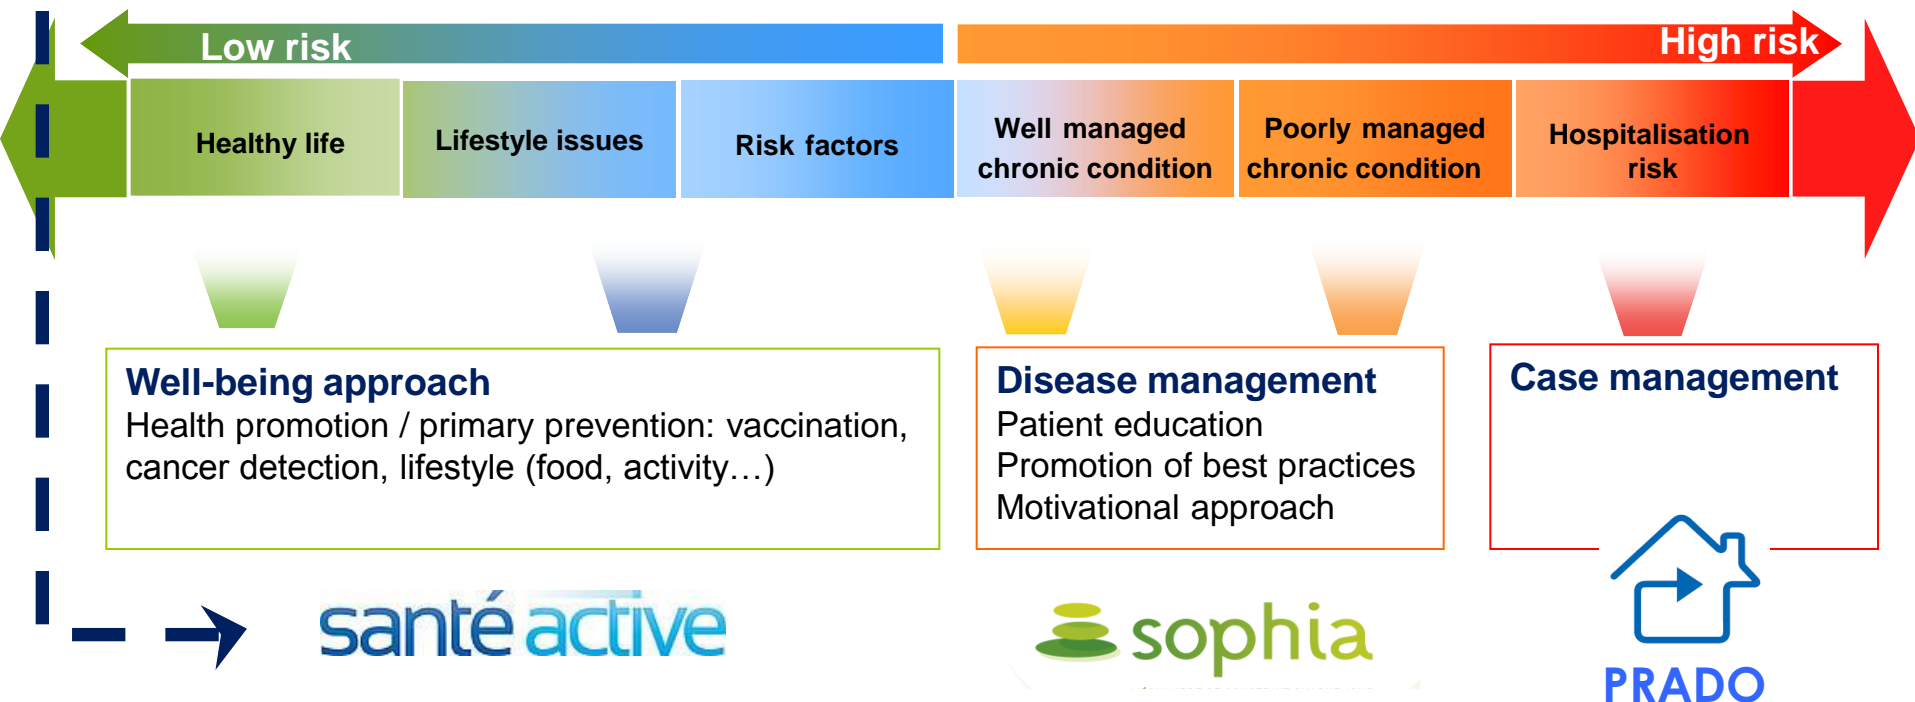 Low risk
High risk
Healthy life
Lifestyle issues
Risk factors
Well managed
chronic condition
Poorly managed
chronic condition
Hospitalisation
risk
Well-being approach
Health promotion / primary prevention: vaccination,
cancer detection, lifestyle (food, activity…)
Disease management
Patient education
Promotion of best practices
Motivational approach
Case management
santé active
sophia
PRADO